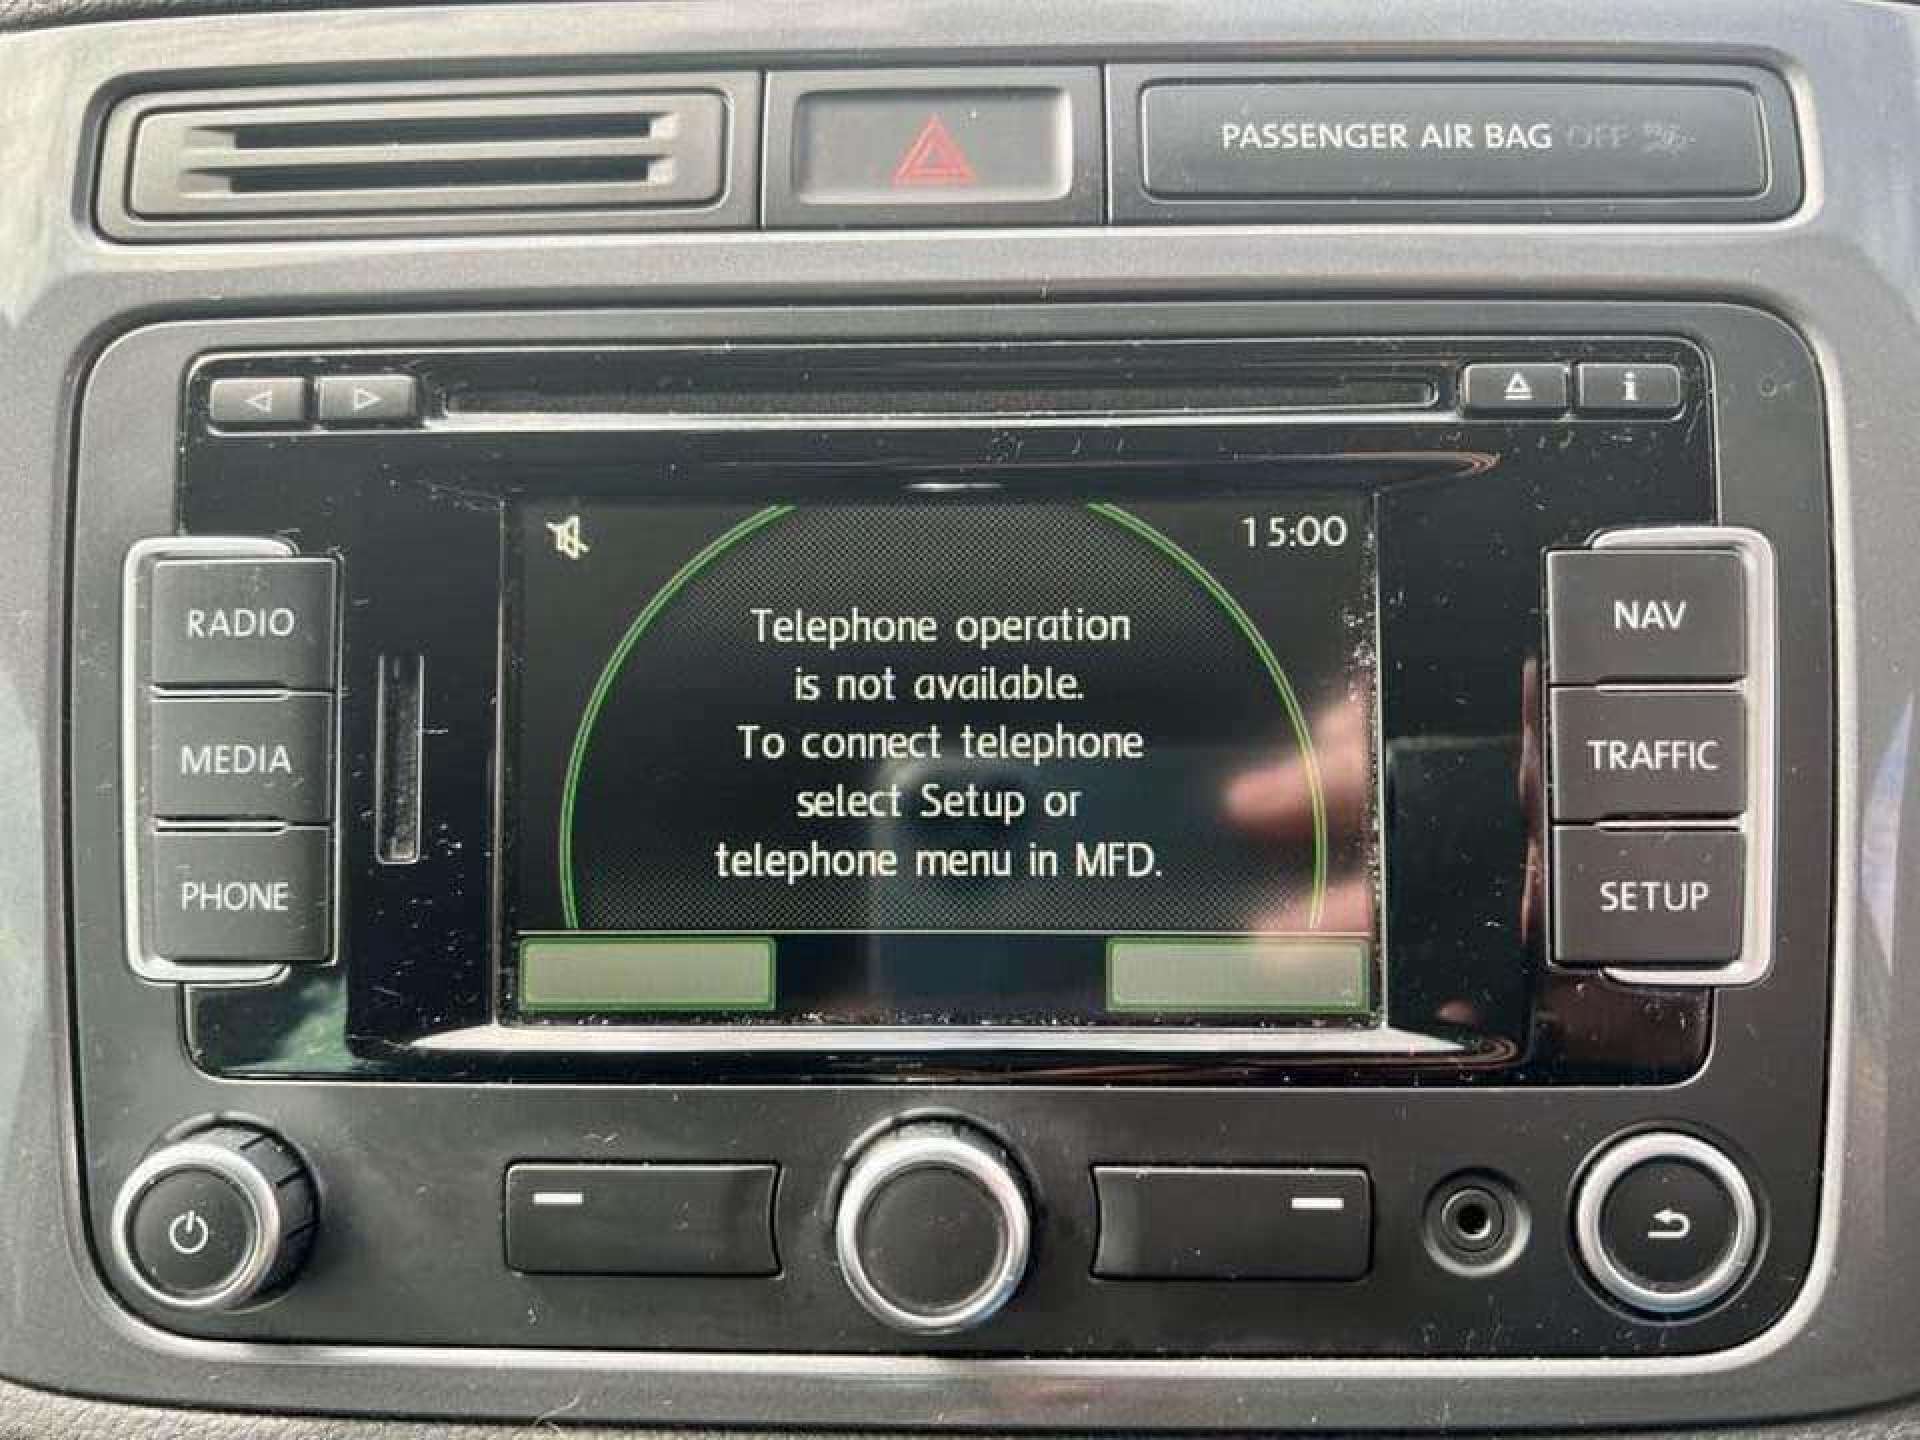 PASSENGER AIR BAG OFF
i
15:00
RADIO
MEDIA
PHONE
Telephone operation
is not available.
To connect telephone
select Setup or
telephone menu in MFD.
NAV
TRAFFIC
SETUP